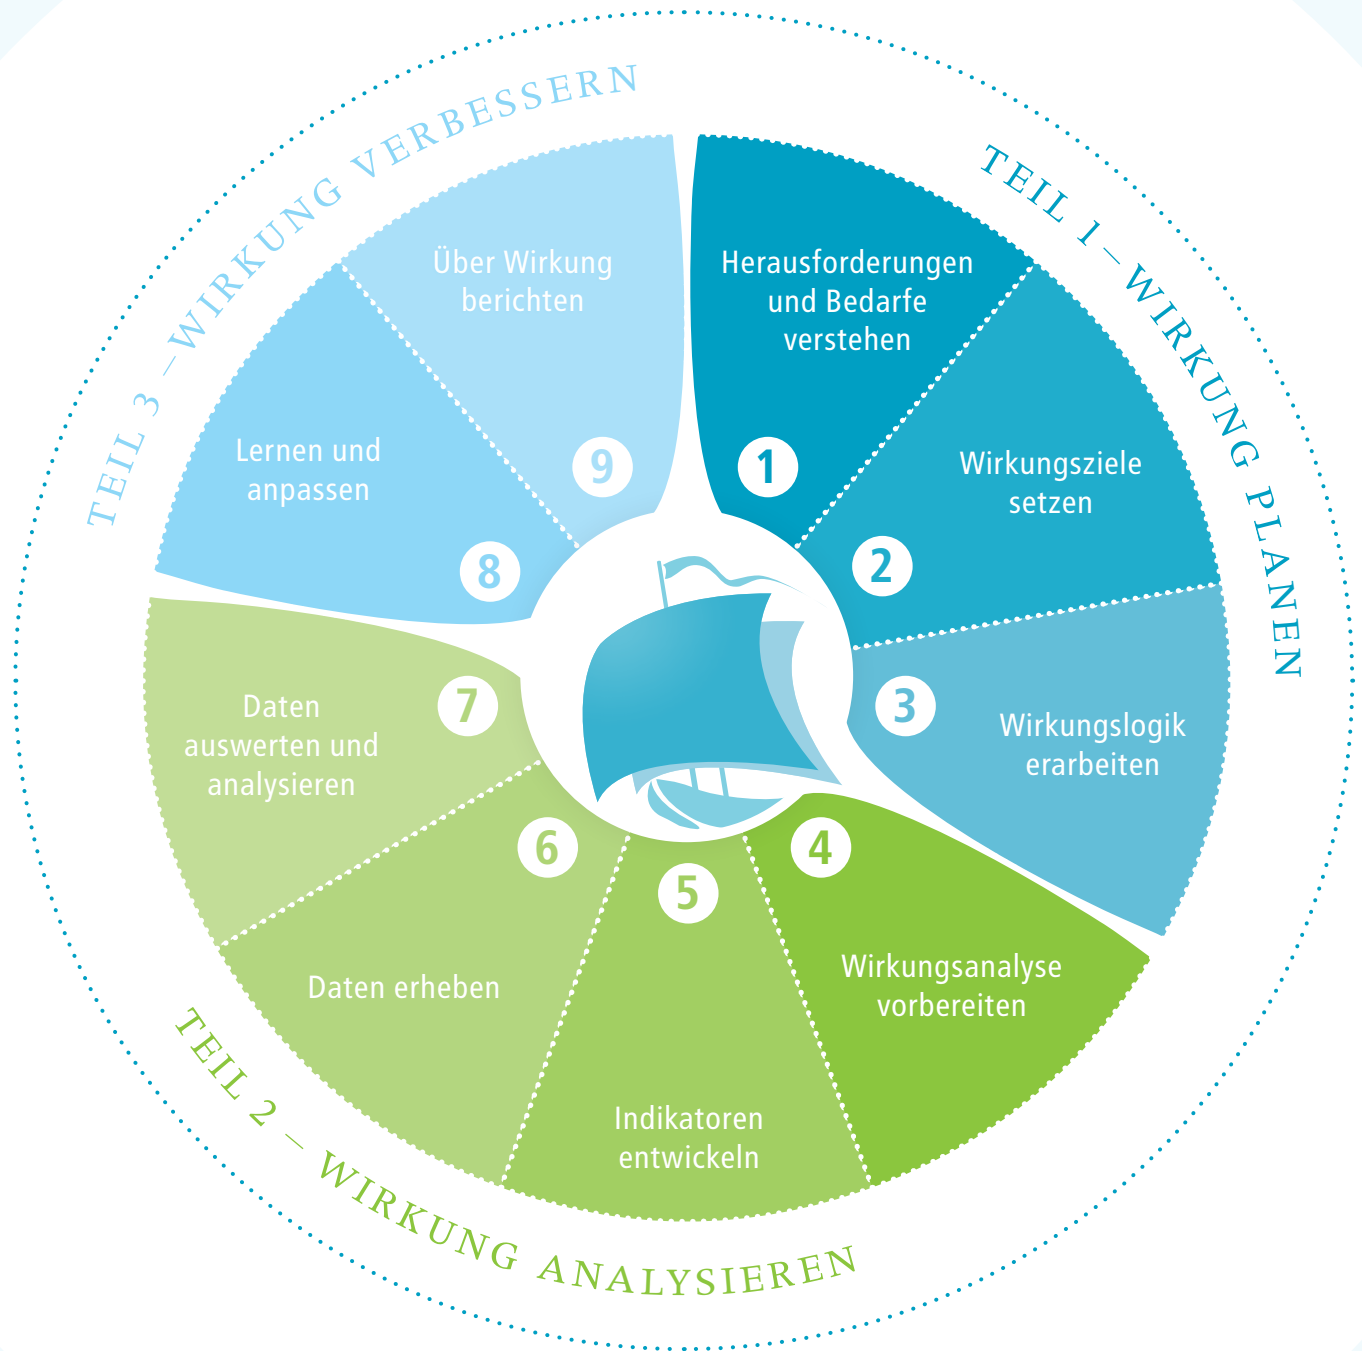 TEIL 1 – WIRKUNG PLANEN
Herausforderungen
und Bedarfe
verstehen
1
Wirkungsziele
setzen
2
Wirkungslogik
erarbeiten
3
TEIL 2 – WIRKUNG ANALYSIEREN
Wirkungsanalyse
vorbereiten
4
Indikatoren
entwickeln
5
Daten erheben
6
Daten
auswerten und
analysieren
7
TEIL 3 – WIRKUNG VERBESSERN
Lernen und
anpassen
8
Über Wirkung
berichten
9